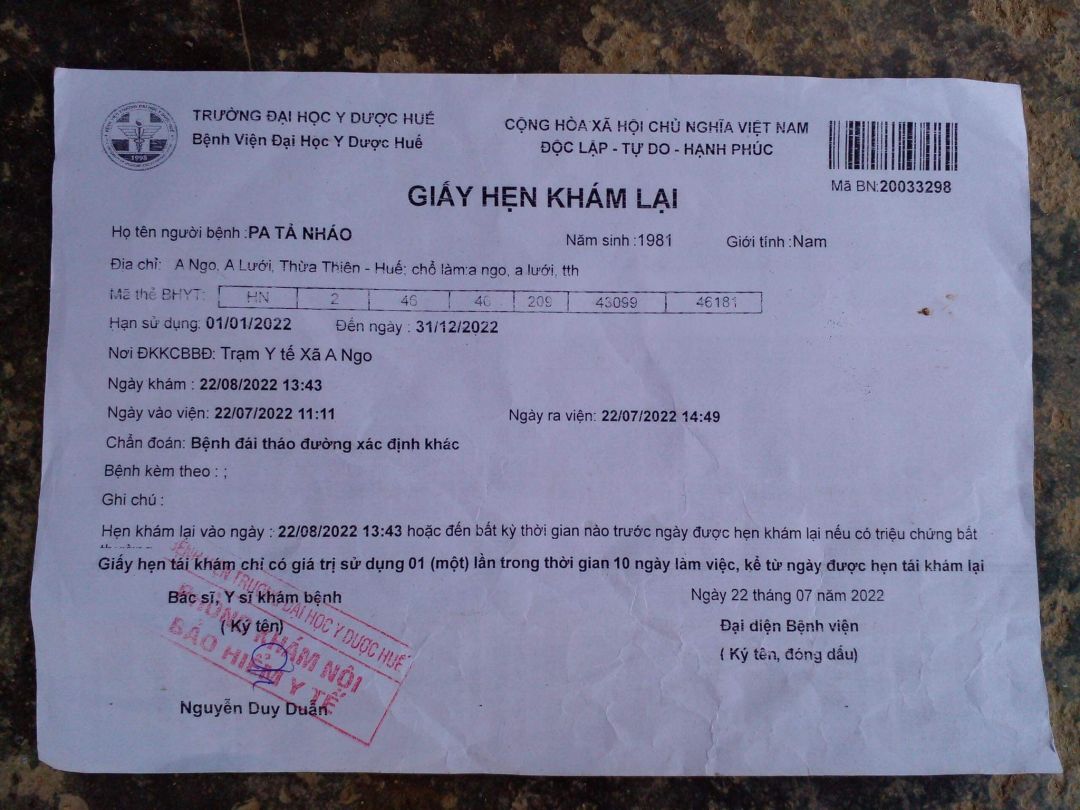 TRƯỜNG ĐẠI HỌC Y DƯỢC HUẾ
Bệnh Viện Đại Học Y Dược Huế
CỘNG HÒA XÃ HỘI CHỦ NGHĨA VIỆT NAM
ĐỘC LẬP - TỰ DO - HẠNH PHÚC
1998
Mã BN:20033298
GIẤY HẸN KHÁM LẠI
Họ tên người bệnh :PA TẢ NHÁO Năm sinh :1981 Giới tính :Nam
Địa chỉ: A Ngo, A Lưới, Thừa Thiên - Huế; chổ làm:a ngo, a lưới, tth
Mã thẻ BHYT: HN 2 46 46 209 43099 46181
Hạn sử dụng: 01/01/2022 Đến ngày : 31/12/2022
Nơi ĐKKCBBĐ: Trạm Y tế Xã A Ngo
Ngày khám : 22/08/2022 13:43
Ngày vào viện: 22/07/2022 11:11 Ngày ra viện: 22/07/2022 14:49
Chẩn đoán: Bệnh đái tháo đường xác định khác
Bệnh kèm theo : ;
Ghi chú :
Hẹn khám lại vào ngày : 22/08/2022 13:43 hoặc đến bất kỳ thời gian nào trước ngày được hẹn khám lại nếu có triệu chứng bất
Giấy hẹn tái khám chỉ có giá trị sử dụng 01 (một) lần trong thời gian 10 ngày làm việc, kể từ ngày được hẹn tái khám lại
Bác sĩ, Y sĩ khám bệnh
( Ký tên)
Ngày 22 tháng 07 năm 2022
Đại diện Bệnh viện
( Ký tên, đóng dấu)
BỆNH VIỆN TRƯỜNG ĐẠI HỌC Y DƯỢC HUẾ
PHÒNG KHÁM NỘI
BẢO HIỂM Y TẾ
Nguyễn Duy Duẩn